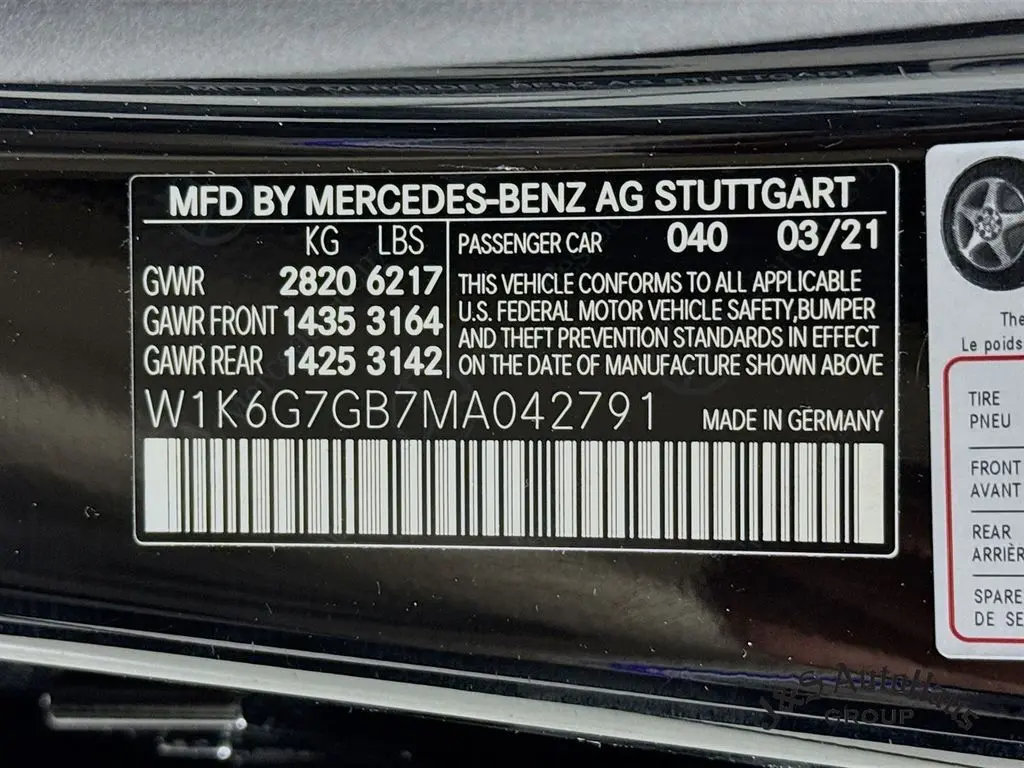 MFD BY MERCEDES-BENZ AG STUTTGART
KG LBS
GVWR 2820 6217
GAWR FRONT 1435 3164
GAWR REAR 1425 3142
PASSENGER CAR 040 03/21
THIS VEHICLE CONFORMS TO ALL APPLICABLE
U.S. FEDERAL MOTOR VEHICLE SAFETY,BUMPER
AND THEFT PREVENTION STANDARDS IN EFFECT
ON THE DATE OF MANUFACTURE SHOWN ABOVE
W1K6G7GB7MA042791 MADE IN GERMANY
The
Le poids
TIRE
PNEU
FRONT
AVANT
REAR
ARRIÈR
SPARE
DE SE
GROUP